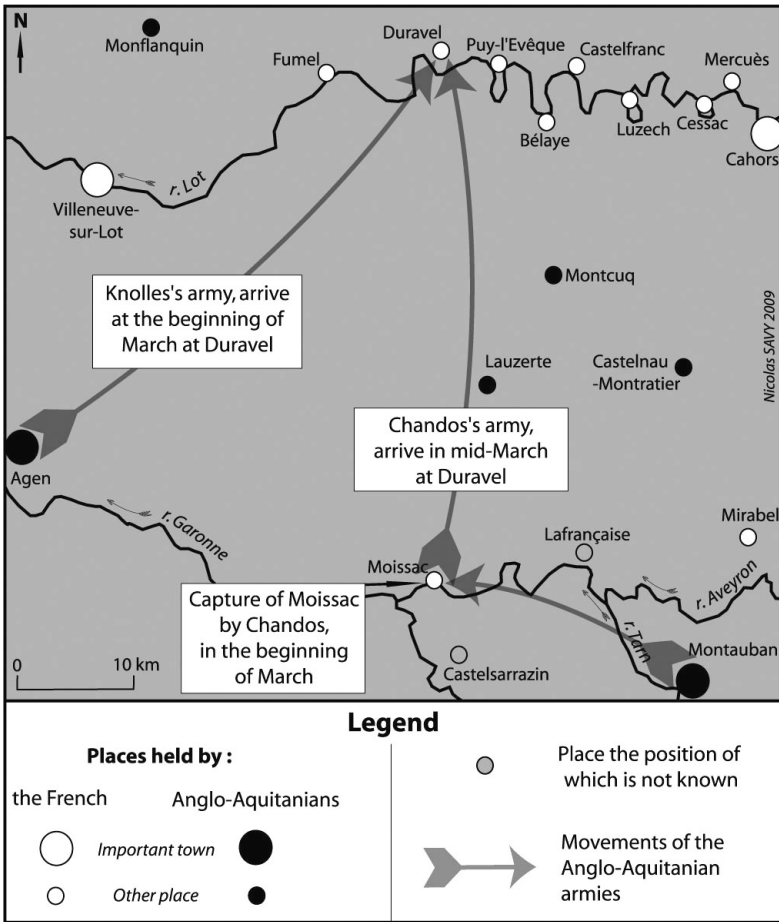 N
Monflanquin
Fumel
Duravel
Puy-l'Evêque
Castelfranc
Mercuès
Bélaye
Luzech
Cessac
Cahors
r. Lot
Villeneuve-
sur-Lot
Knolles's army, arrive
at the beginning of
March at Duravel
Montcuq
Lauzerte
Castelnau
-Montratier
Nicolas SAVY 2009
Chandos's army,
arrive in mid-March
at Duravel
Agen
r. Garonne
Moissac
Lafrançaise
Mirabel
r. Aveyron
Capture of Moissac
by Chandos,
in the beginning
of March
r. Tarn
Montauban
Castelsarrazin
0 10 km
Legend
Places held by :
the French Anglo-Aquitanians
Important town
Other place
Place the position of
which is not known
Movements of the
Anglo-Aquitanian
armies